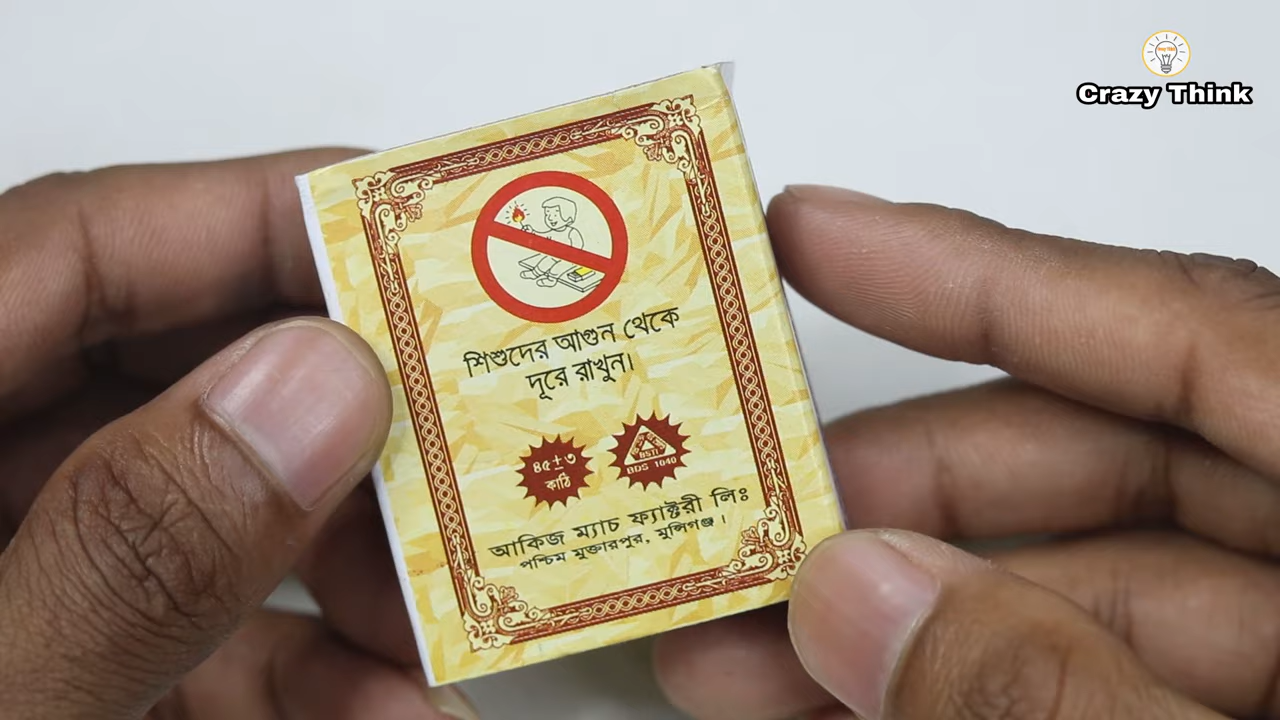 Crazy Think
শিশুদের আগুন থেকে
দূরে রাখুন।
৪৫±৩
কাঠি
BSTI
BDS 1040
আকিজ ম্যাচ ফ্যাক্টরী লিঃ
পশ্চিম মুক্তারপুর, মুন্সিগঞ্জ।